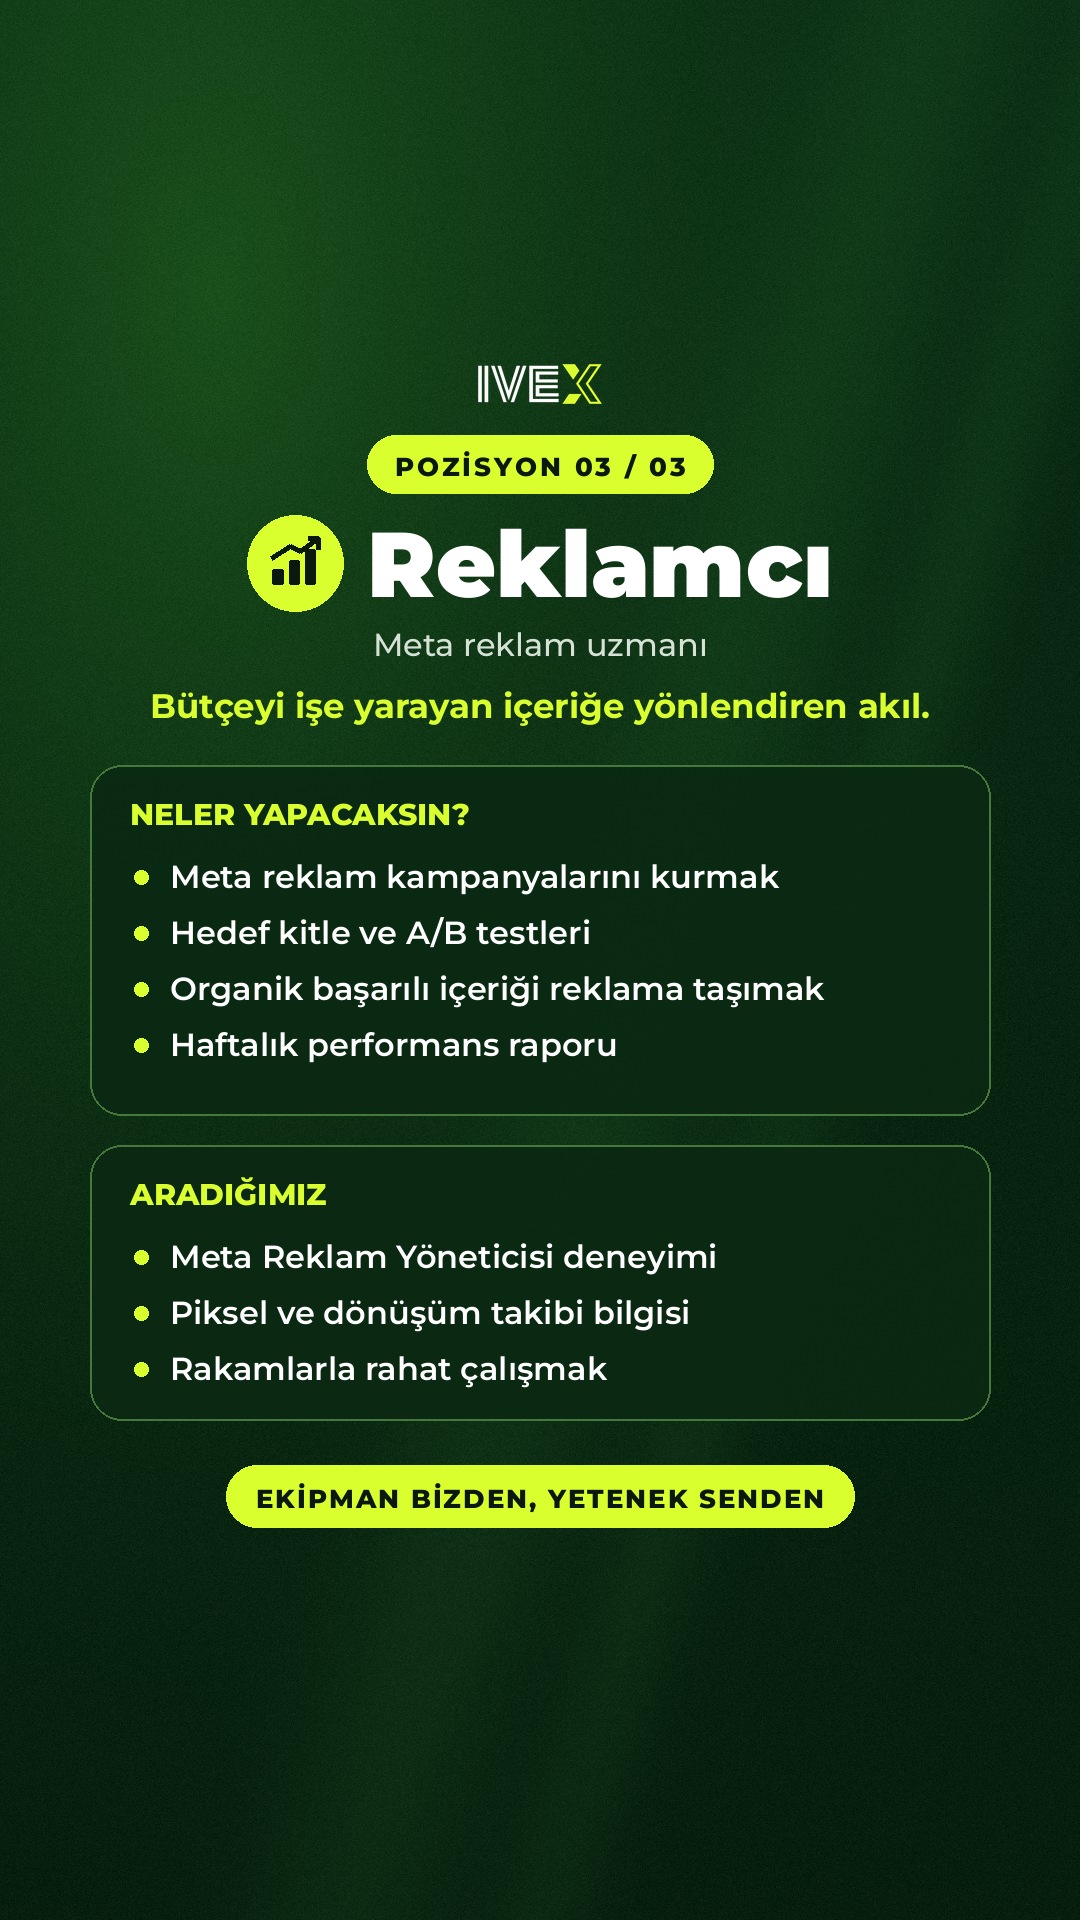 IVEX
POZİSYON 03 / 03
Reklamcı
Meta reklam uzmanı
Bütçeyi işe yarayan içeriğe yönlendiren akıl.
NELER YAPACAKSIN?
Meta reklam kampanyalarını kurmak
Hedef kitle ve A/B testleri
Organik başarılı içeriği reklama taşımak
Haftalık performans raporu
ARADIĞIMIZ
Meta Reklam Yöneticisi deneyimi
Piksel ve dönüşüm takibi bilgisi
Rakamlarla rahat çalışmak
EKİPMAN BİZDEN, YETENEK SENDEN